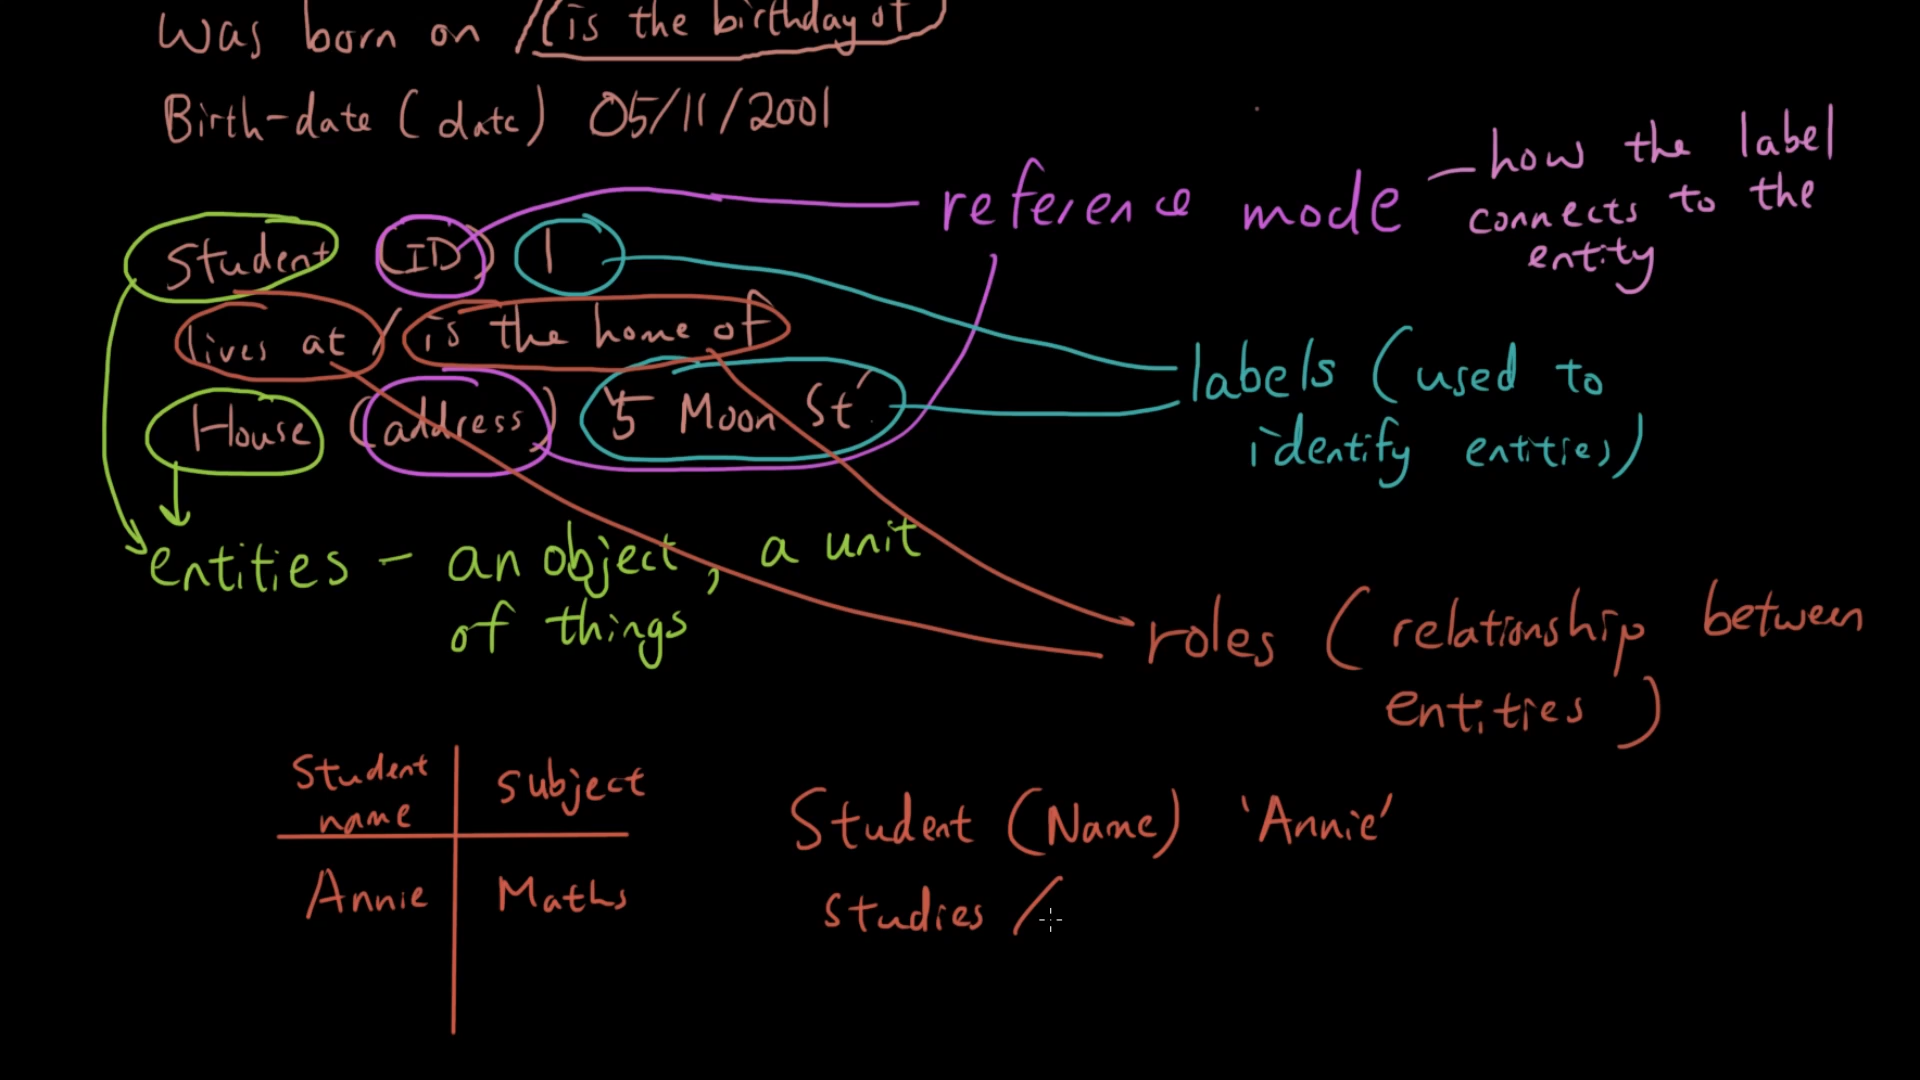 was born on / (is the birthday of)
Birth-date (date) 05/11/2001
Student (ID) 1
lives at / is the home of
House (address) '5 Moon St'
reference mode
– how the label
connects to the
entity
labels (used to
identify entities)
entities – an object, a unit
of things
roles (relationship between
entities)
Student
name
Subject
Annie
Maths
Student (Name) 'Annie'
studies /